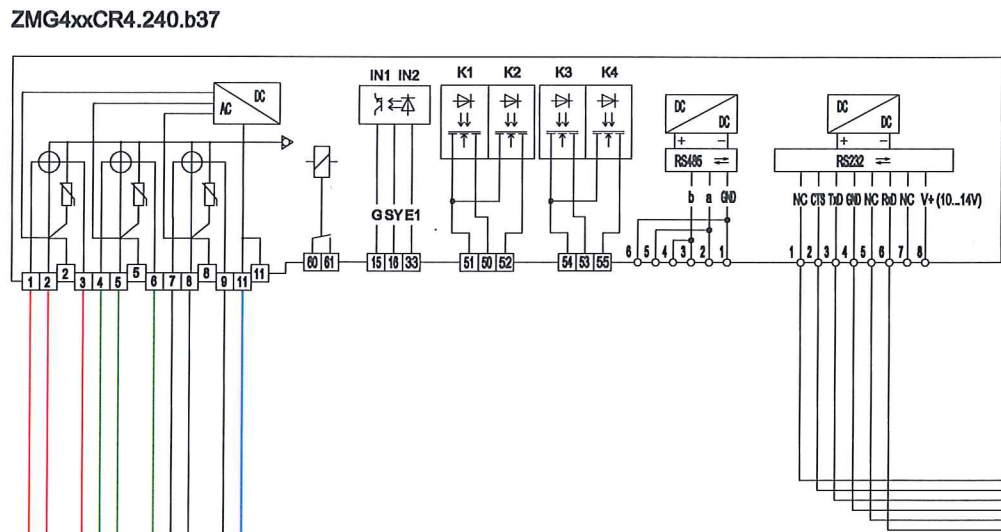 ZMG4xxCR4.240.b37
IN1 IN2 K1 K2 K3 K4
DC
AC
DC
DC
DC
DC
+ − + −
RS485 RS232
b a GND
NC CTS TxD GND NC RxD NC V+ (10...14V)
G SY E1
6 5 4 3 2 1
1 2 3 4 5 6 7 8
60 61 15 16 33 51 50 52 54 53 55
2 5 8 11
1 2 3 4 5 6 7 8 9 11